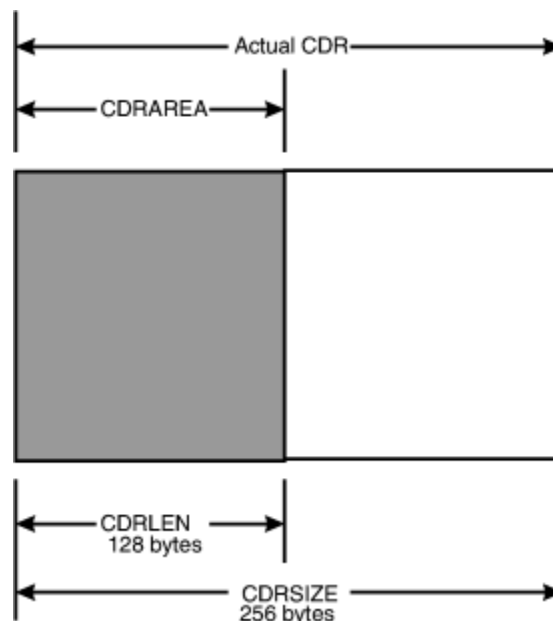 Actual CDR
CDRAREA
CDRLEN
128 bytes
CDRSIZE
256 bytes